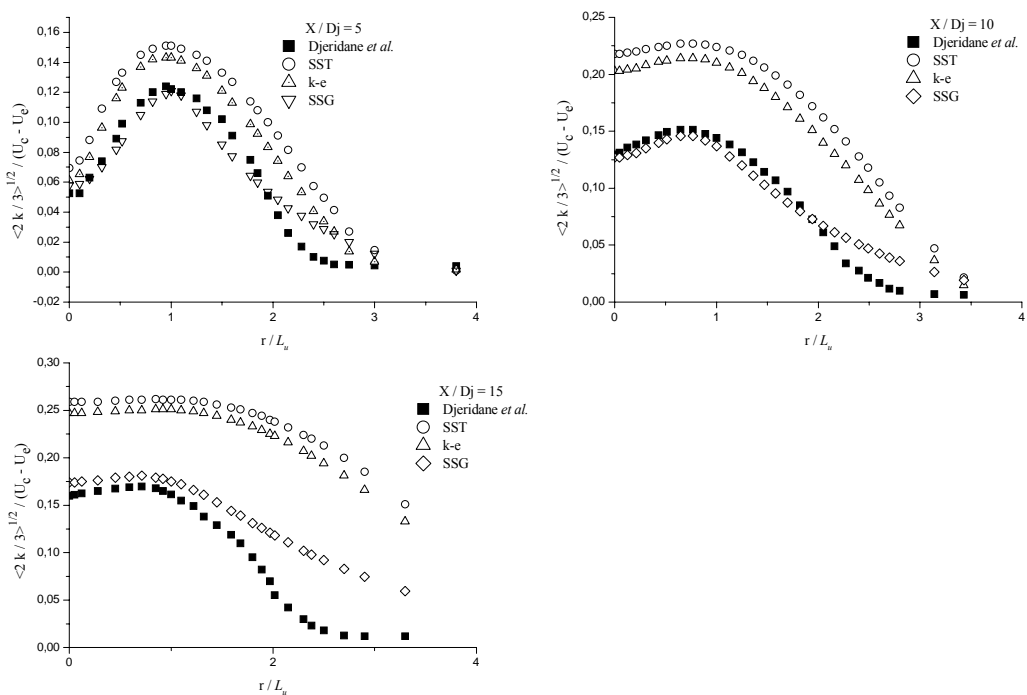 X / Dj = 5
Djeridane et al.
SST
k-e
SSG
0,16
0,14
0,12
0,10
0,08
0,06
0,04
0,02
0,00
-0,02
0
1
2
3
4
<2 k / 3>1/2 / (Uc - Ue)
r / Lu
X / Dj = 10
Djeridane et al.
SST
k-e
SSG
0,25
0,20
0,15
0,10
0,05
0,00
0
1
2
3
4
<2 k / 3>1/2 / (Uc - Ue)
r / Lu
X / Dj = 15
Djeridane et al.
SST
k-e
SSG
0,30
0,25
0,20
0,15
0,10
0,05
0,00
0
2
4
<2 k / 3>1/2 / (Uc - Ue)
r / Lu